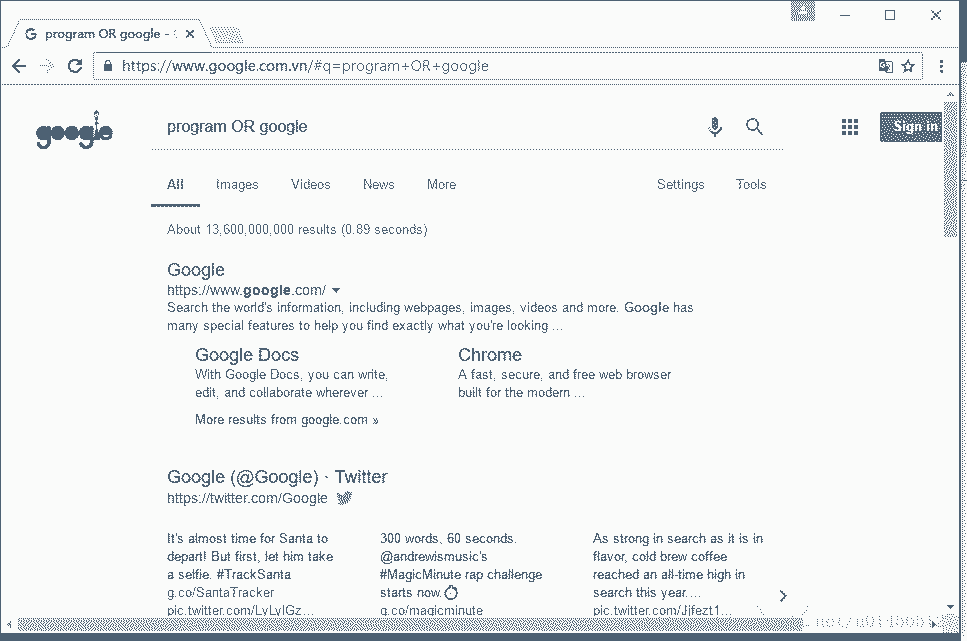 program OR google -
https://www.google.com.vn/#q=program+OR+google
google
program OR google
Sign in
All Images Videos News More Settings Tools
About 13,600,000,000 results (0.89 seconds)
Google
https://www.google.com/
Search the world's information, including webpages, images, videos and more. Google has
many special features to help you find exactly what you're looking ...
Google Docs
With Google Docs, you can write,
edit, and collaborate wherever ...
Chrome
A fast, secure, and free web browser
built for the modern ...
More results from google.com »
Google (@Google) · Twitter
https://twitter.com/Google
It's almost time for Santa to
depart! But first, let him take
a selfie. #TrackSanta
g.co/SantaTracker
pic.twitter.com/LyLyIGz...
300 words, 60 seconds.
@andrewismusic's
#MagicMinute rap challenge
starts now.
g.co/magicminute
As strong in search as it is in
flavor, cold brew coffee
reached an all-time high in
search this year....
pic.twitter.com/Jjfezt1...